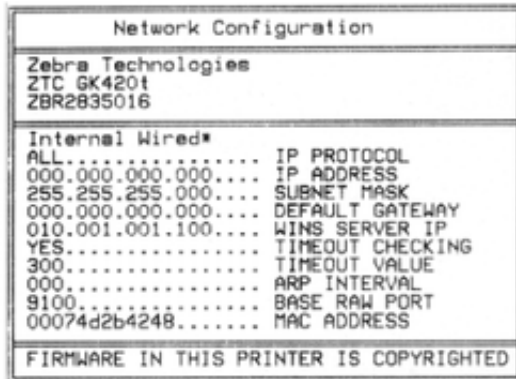 Network Configuration
Zebra Technologies
ZTC GK420t
ZBR2835016
Internal Wired*
ALL................ IP PROTOCOL
000.000.000.000.... IP ADDRESS
255.255.255.000.... SUBNET MASK
000.000.000.000.... DEFAULT GATEWAY
010.001.001.100.... WINS SERVER IP
YES................ TIMEOUT CHECKING
300................ TIMEOUT VALUE
000................ ARP INTERVAL
9100............... BASE RAW PORT
00074d2b4248....... MAC ADDRESS
FIRMWARE IN THIS PRINTER IS COPYRIGHTED